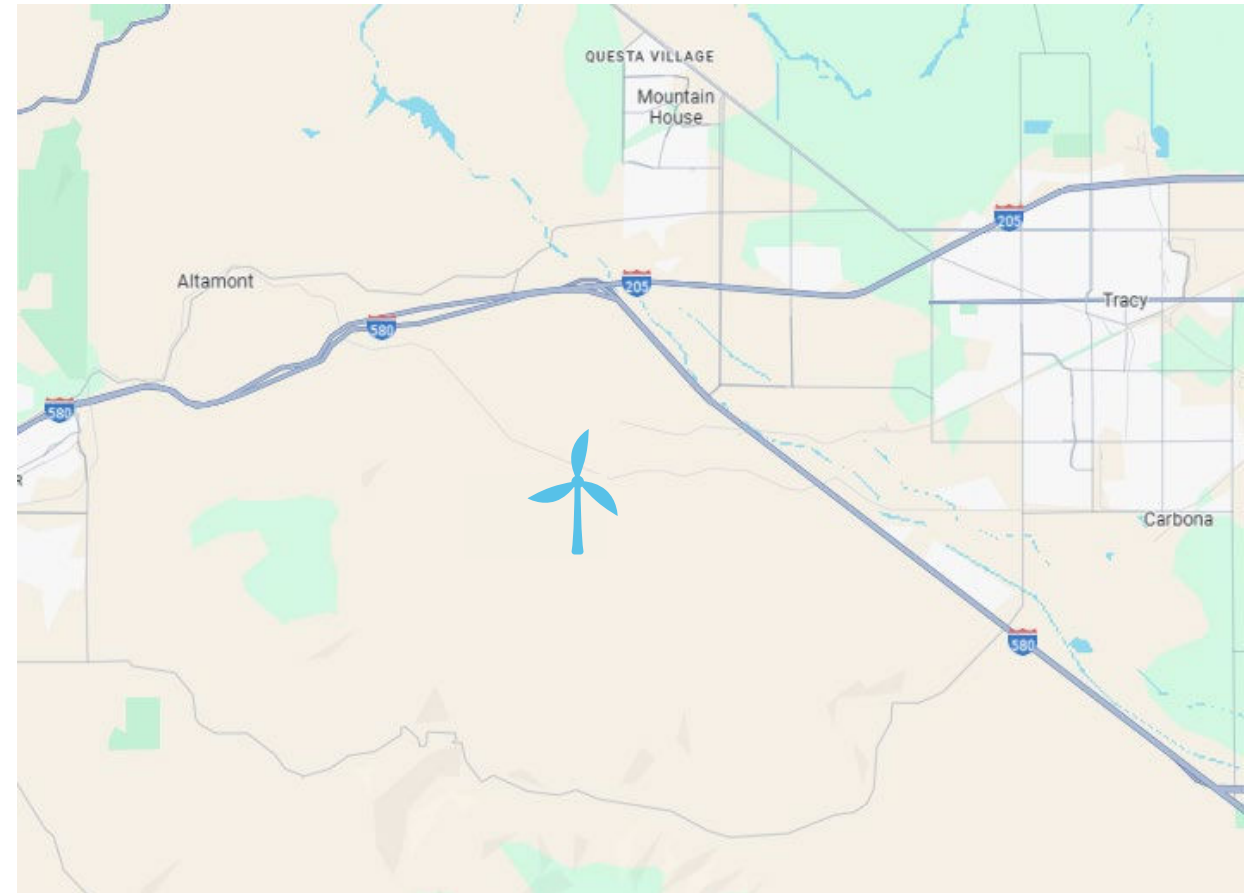 QUESTA VILLAGE
Mountain
House
205
Altamont
205
580
Tracy
580
R
Carbona
580